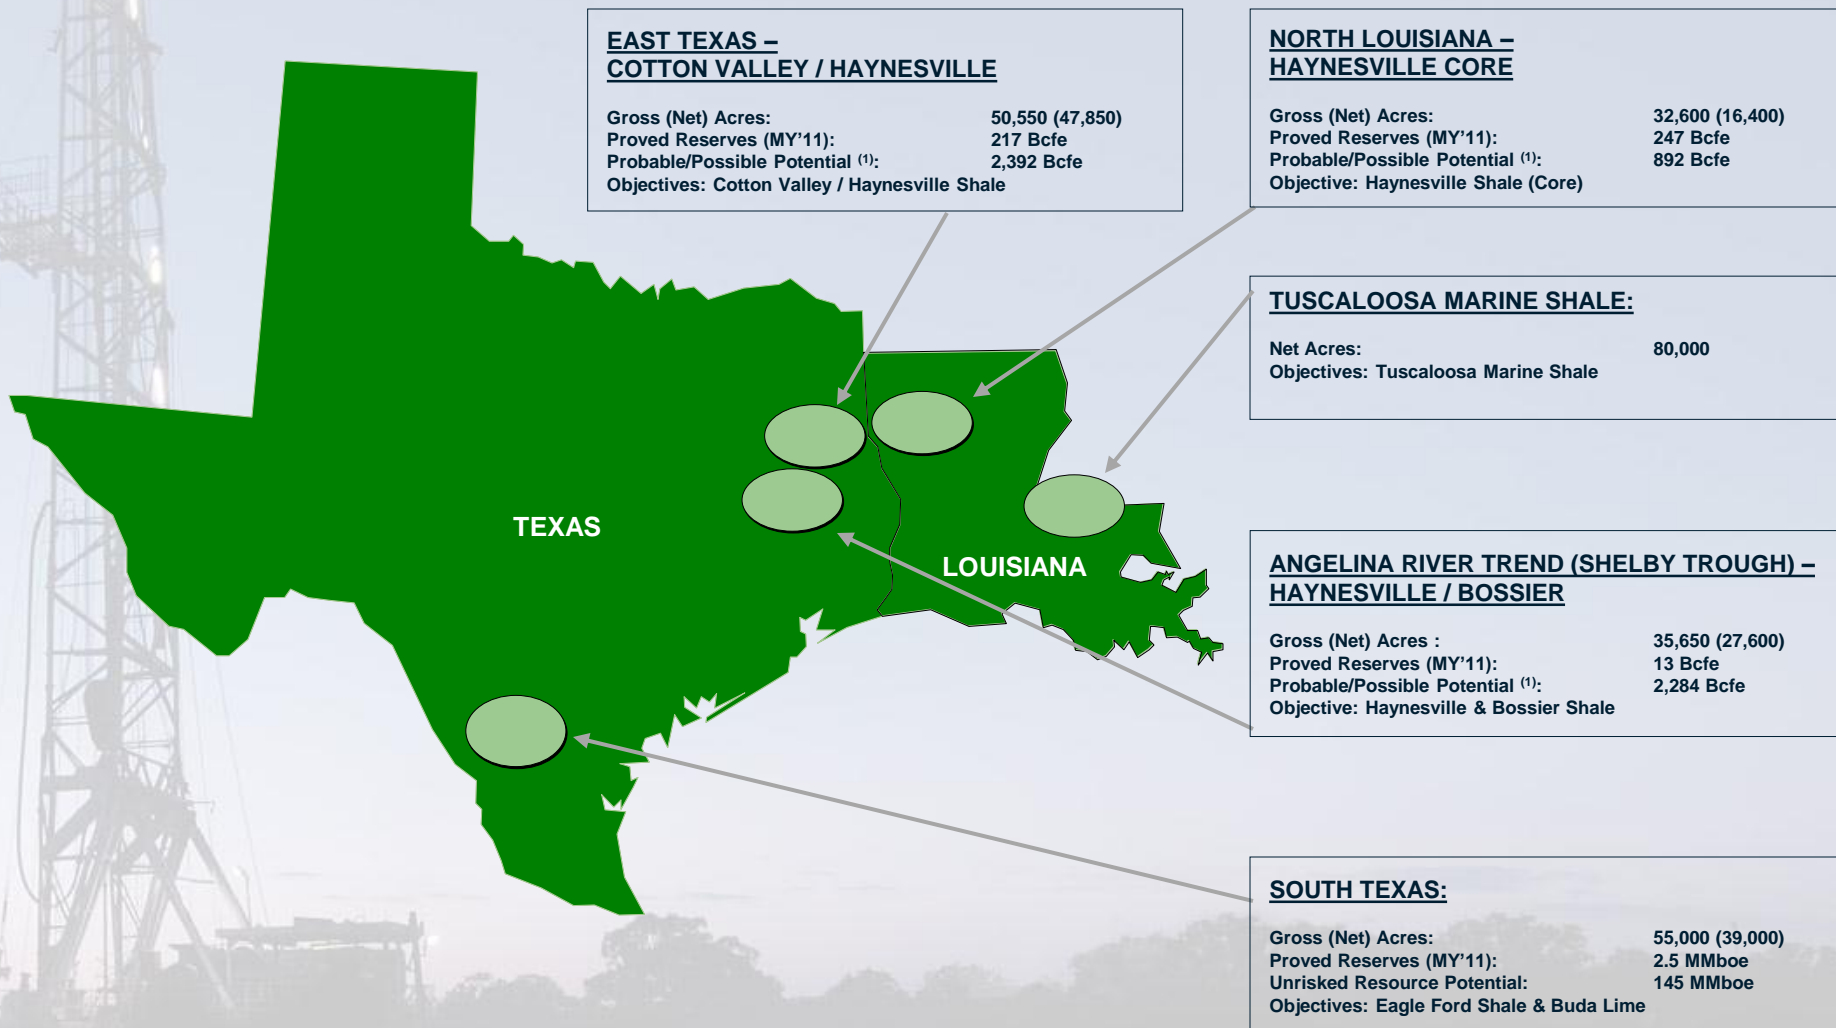 EAST TEXAS –
COTTON VALLEY / HAYNESVILLE
Gross (Net) Acres: 50,550 (47,850)
Proved Reserves (MY'11): 217 Bcfe
Probable/Possible Potential (1): 2,392 Bcfe
Objectives: Cotton Valley / Haynesville Shale
NORTH LOUISIANA –
HAYNESVILLE CORE
Gross (Net) Acres: 32,600 (16,400)
Proved Reserves (MY'11): 247 Bcfe
Probable/Possible Potential (1): 892 Bcfe
Objective: Haynesville Shale (Core)
TUSCALOOSA MARINE SHALE:
Net Acres: 80,000
Objectives: Tuscaloosa Marine Shale
TEXAS
LOUISIANA
ANGELINA RIVER TREND (SHELBY TROUGH) –
HAYNESVILLE / BOSSIER
Gross (Net) Acres : 35,650 (27,600)
Proved Reserves (MY'11): 13 Bcfe
Probable/Possible Potential (1): 2,284 Bcfe
Objective: Haynesville & Bossier Shale
SOUTH TEXAS:
Gross (Net) Acres: 55,000 (39,000)
Proved Reserves (MY'11): 2.5 MMboe
Unrisked Resource Potential: 145 MMboe
Objectives: Eagle Ford Shale & Buda Lime